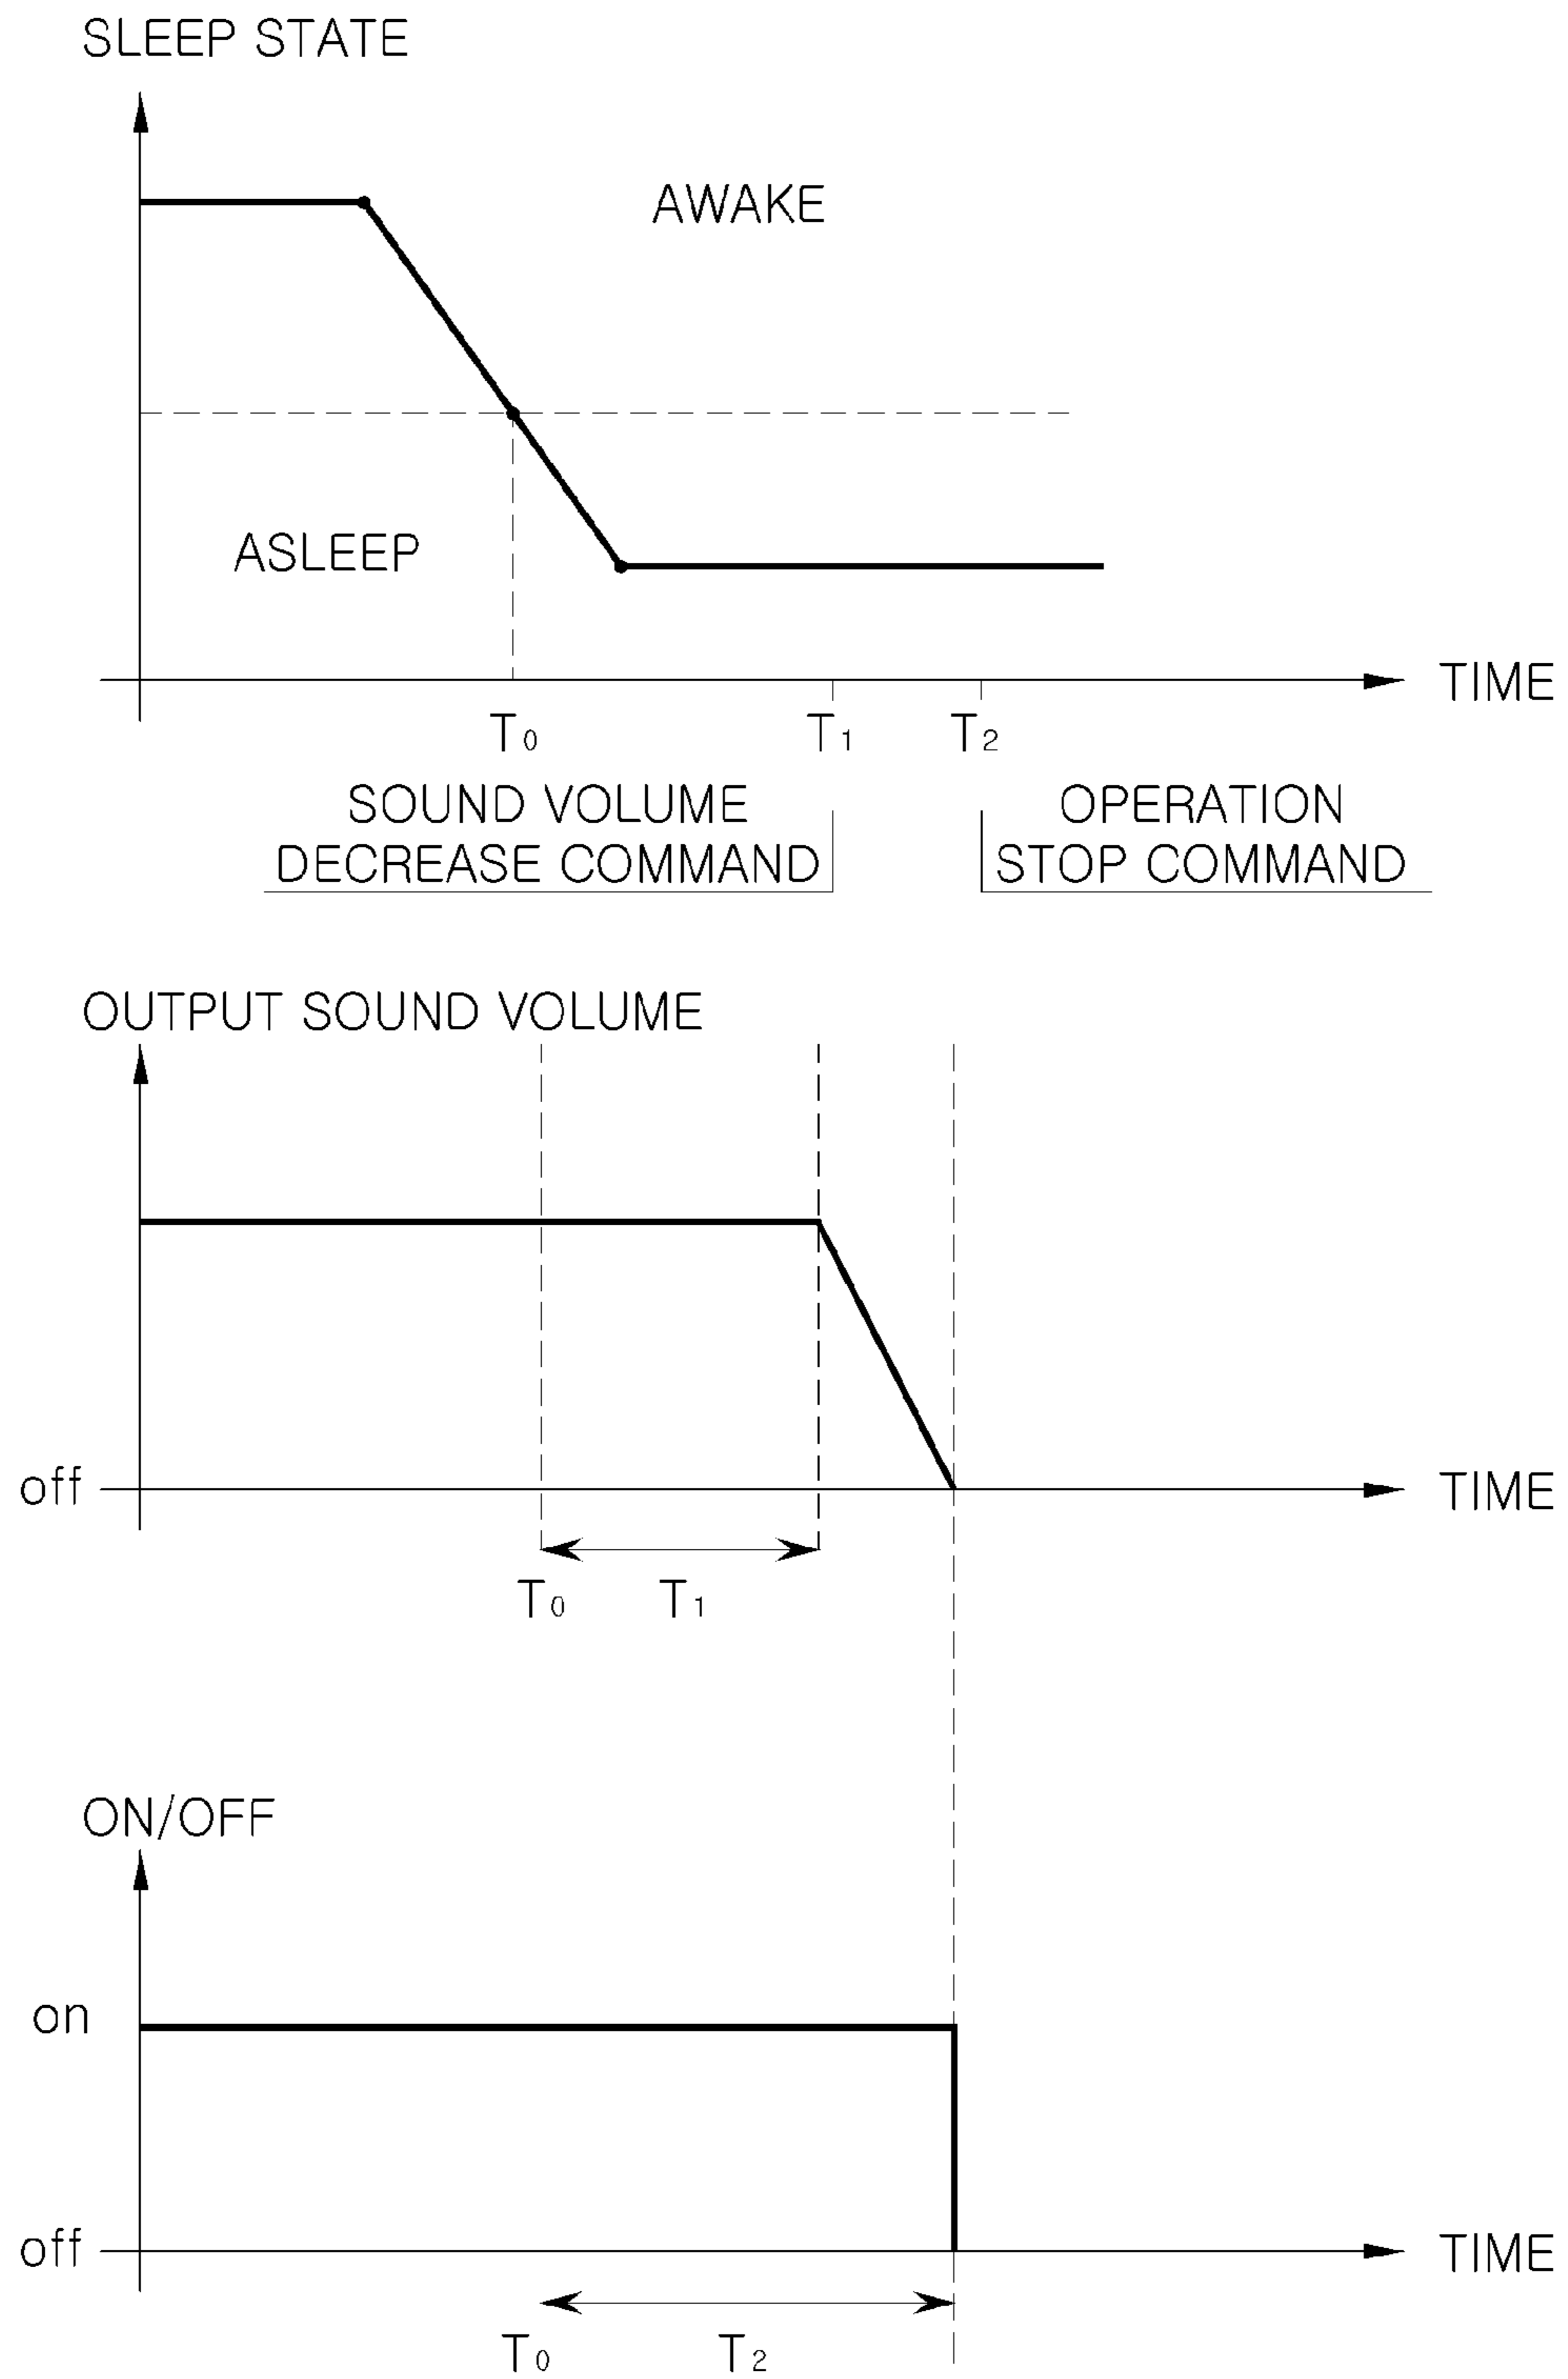 SLEEP STATE
AWAKE
ASLEEP
TIME
T0 T1 T2
SOUND VOLUME
DECREASE COMMAND
OPERATION
STOP COMMAND
OUTPUT SOUND VOLUME
off
TIME
T0 T1
ON/OFF
on
off
TIME
T0 T2